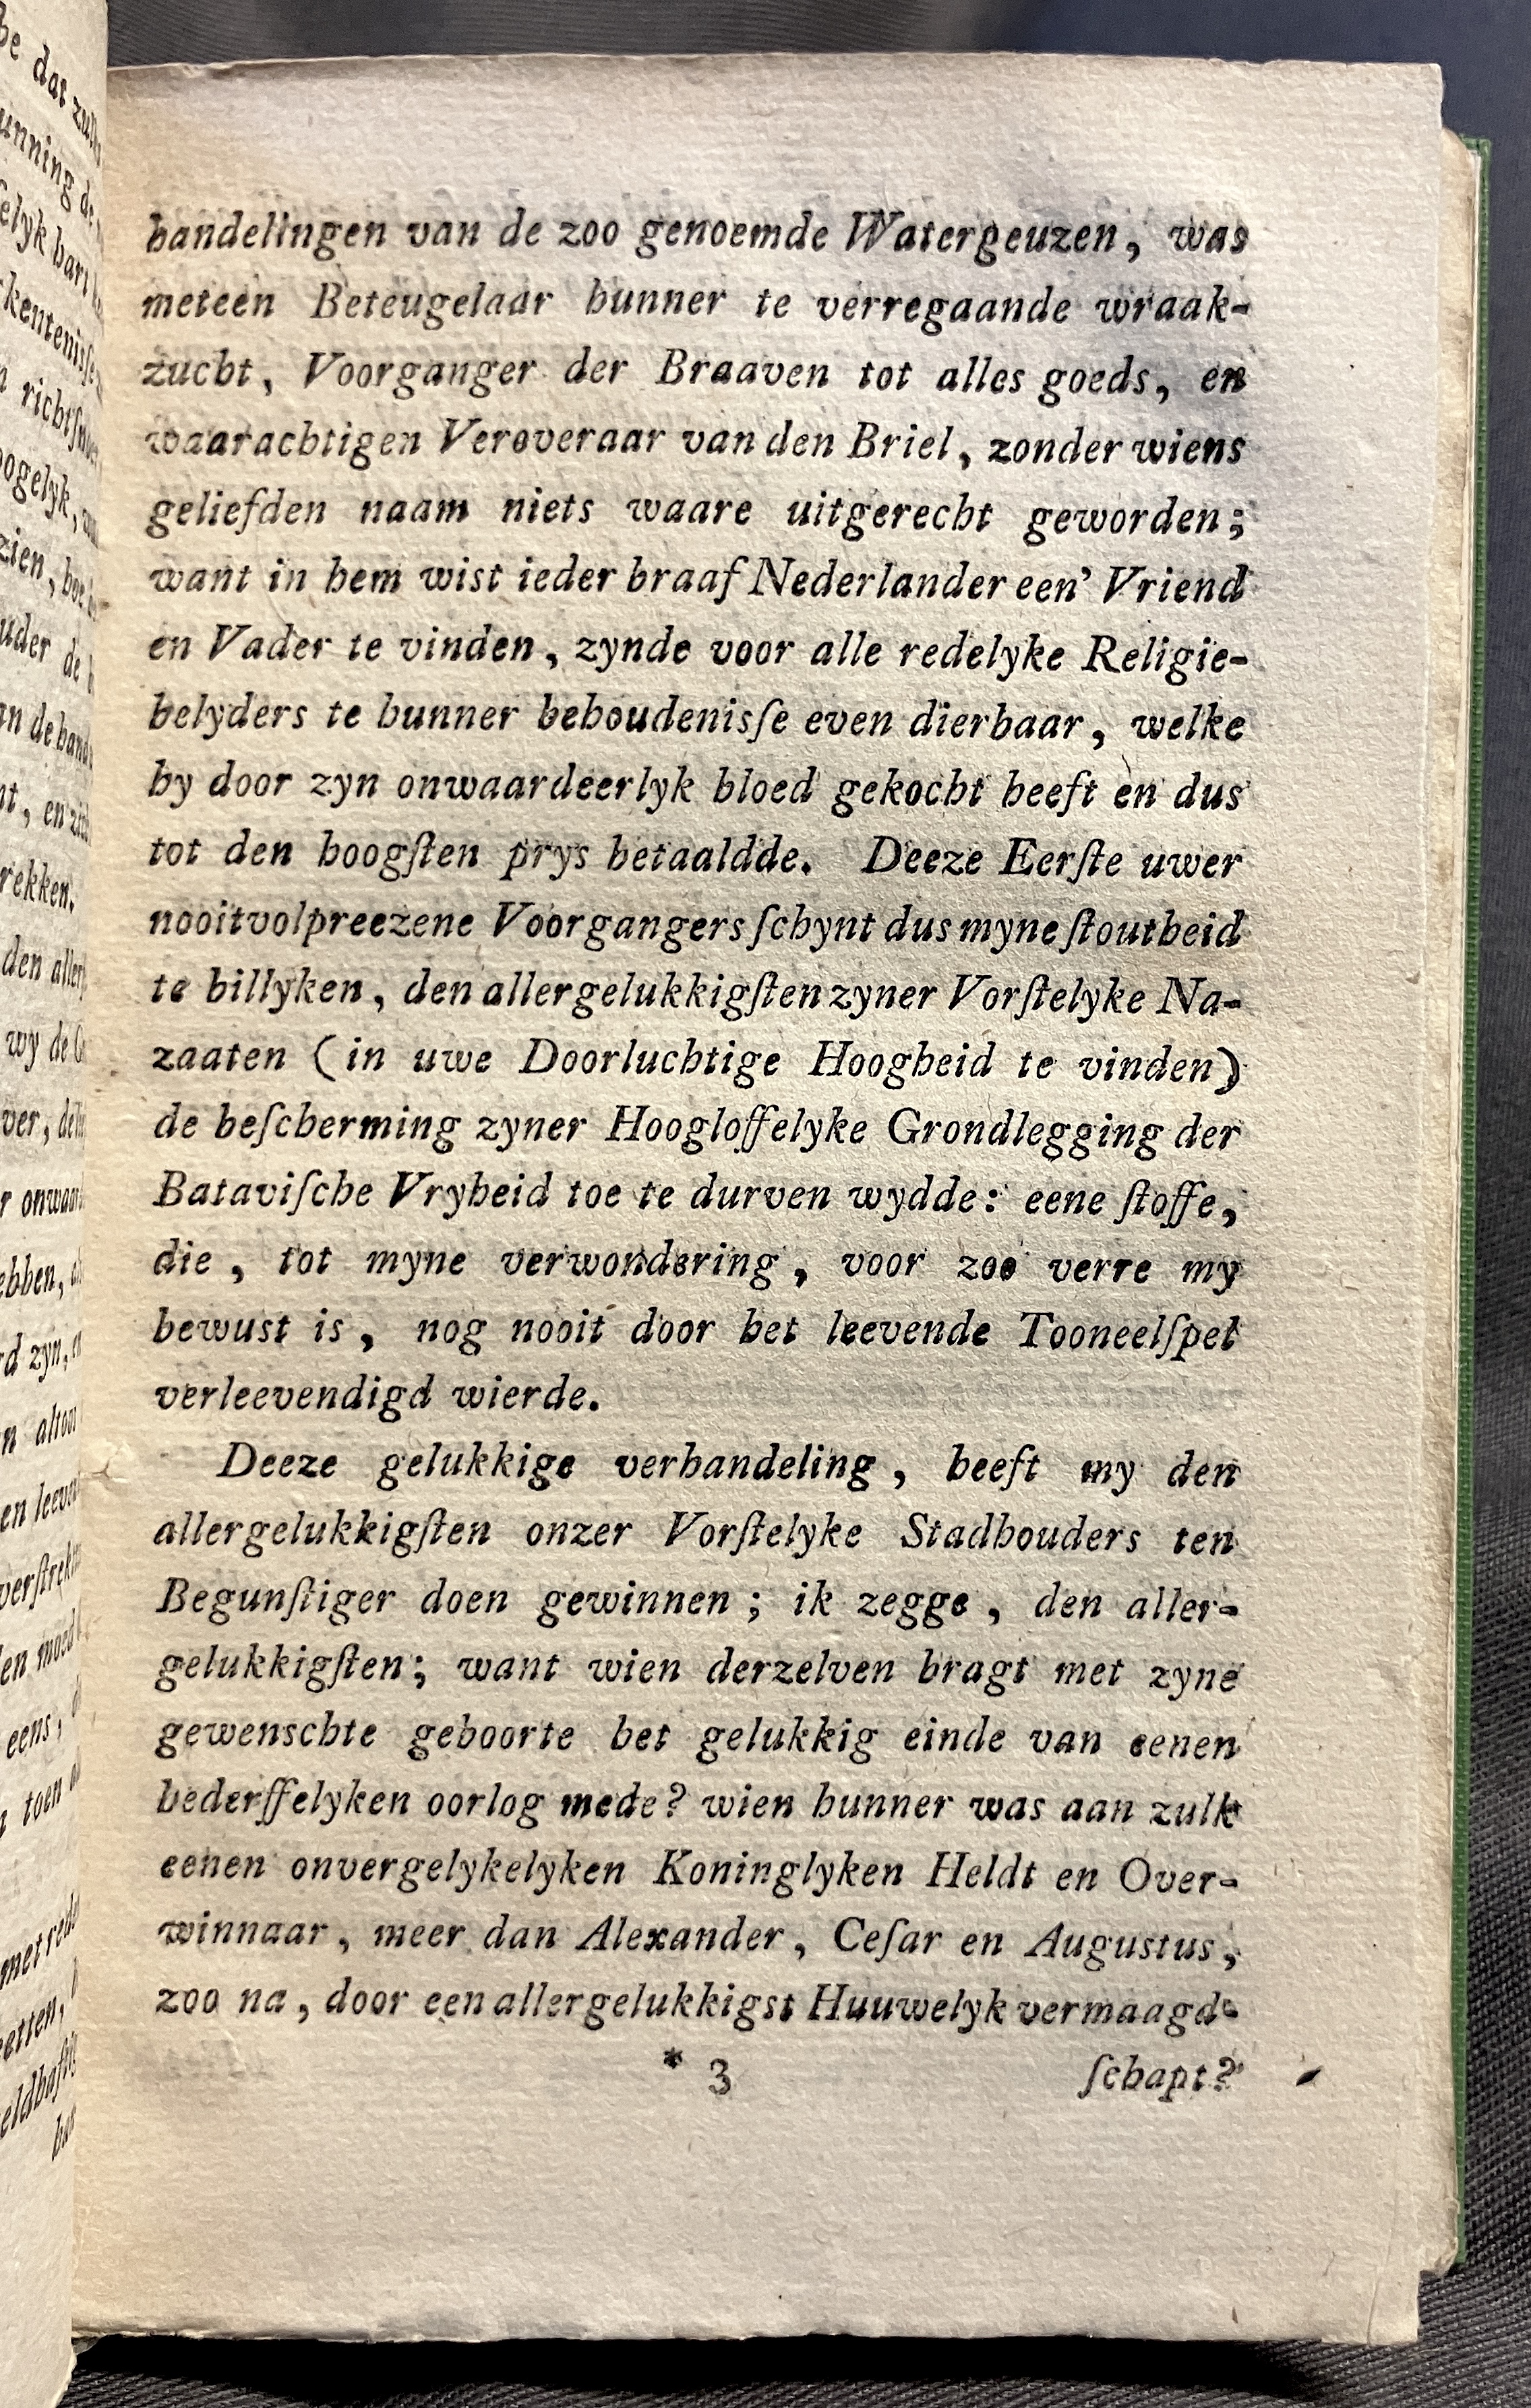 handelingen van de zoo genoemde Watergeuzen, was
meteen Beteugelaar hunner te verregaande wraak-
zucht, Voorganger der Braaven tot alles goeds, en
waarachtigen Veroveraar van den Briel, zonder wiens
geliefden naam niets waare uitgerecht geworden;
want in hem wist ieder braaf Nederlander een' Vriend
en Vader te vinden, zynde voor alle redelyke Religie-
belyders te hunner behoudenisſe even dierbaar, welke
hy door zyn onwaardeerlyk bloed gekocht heeft en dus
tot den hoogſten prys betaaldde. Deeze Eerſte uwer
nooitvolpreezene Voorgangers ſchynt dus myne ſtoutheid
te billyken, den allergelukkigſten zyner Vorſtelyke Na-
zaaten (in uwe Doorluchtige Hoogheid te vinden)
de beſcherming zyner Hoogloffelyke Grondlegging der
Bataviſche Vryheid toe te durven wydde: eene ſtoffe,
die, tot myne verwondering, voor zoo verre my
bewust is, nog nooit door het leevende Tooneelſpel
verleevendigd wierde.
Deeze gelukkige verhandeling, heeft my den
allergelukkigſten onzer Vorſtelyke Stadhouders ten
Begunſtiger doen gewinnen; ik zegge, den aller-
gelukkigſten; want wien derzelven bragt met zyne
gewenschte geboorte het gelukkig einde van eenen
bederffelyken oorlog mede? wien hunner was aan zulk
eenen onvergelykelyken Koninglyken Heldt en Over-
winnaar, meer dan Alexander, Ceſar en Augustus,
zoo na, door een allergelukkigst Huuwelyk vermaagd-
* 3 ſchapt?